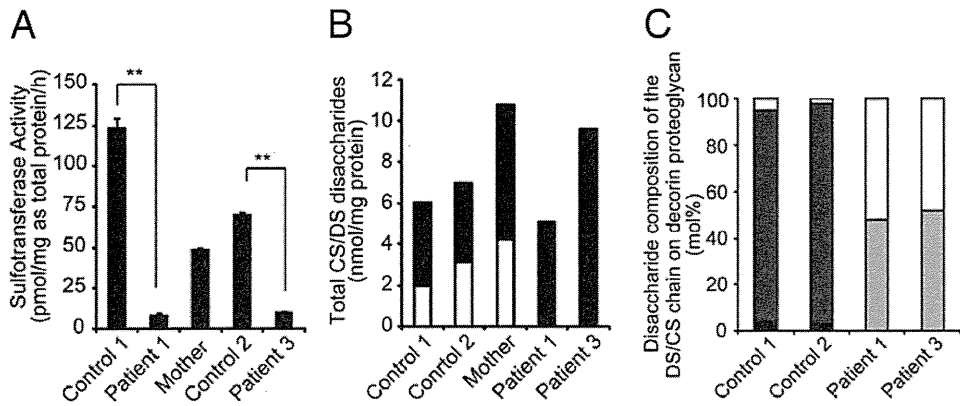 A
Sulfotransferase Activity
(pmol/mg as total protein/h)
150
125
100
75
50
25
0
**
**
Control 1
Patient 1
Mother
Control 2
Patient 3
B
Total CS/DS disaccharides
(nmol/mg protein)
12
10
8
6
4
2
0
Control 1
Conrtol 2
Mother
Patient 1
Patient 3
C
Disaccharide composition of the
DS/CS chain on decorin proteoglycan
(mol%)
100
80
60
40
20
0
Control 1
Control 2
Patient 1
Patient 3